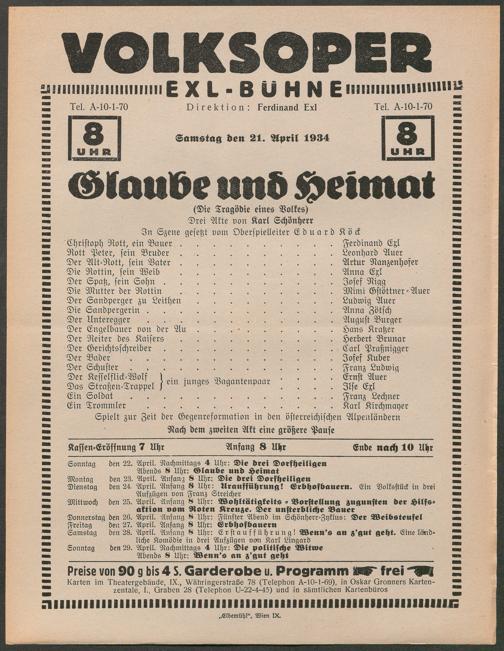 VOLKSOPER
EXL-BÜHNE
Tel. A-10-1-70 Direktion: Ferdinand Exl Tel. A-10-1-70
8 UHR Samstag den 21. April 1934 8 UHR
Glaube und Heimat
(Die Tragödie eines Volkes)
Drei Akte von Karl Schönherr
In Szene gesetzt vom Oberspielleiter Eduard Köck
Christoph Rott, ein Bauer . . . . . . . Ferdinand Exl
Rott Peter, sein Bruder . . . . . . . Leonhard Auer
Der Alt-Rott, sein Vater . . . . . . . Artur Ranzenhofer
Die Rottin, sein Weib . . . . . . . Anna Exl
Der Spatz, sein Sohn . . . . . . . Josef Rigg
Die Mutter der Rottin . . . . . . . Mimi Gstöttner-Auer
Der Sandperger zu Leithen . . . . . . . Ludwig Auer
Die Sandpergerin . . . . . . . Anna Zötsch
Der Unteregger . . . . . . . August Burger
Der Englbauer von der Au . . . . . . . Hans Kratzer
Der Reiter des Kaisers . . . . . . . Herbert Brunar
Der Gerichtsschreiber . . . . . . . Carl Praßnigger
Der Bader . . . . . . . Josef Kuber
Der Schuster . . . . . . . Franz Ludwig
Der Kesselflick-Wolf } ein junges Vagantenpaar . . . . Ernst Auer
Das Straßen-Trappel } . . . . Ilse Exl
Ein Soldat . . . . . . . Franz Lechner
Ein Trommler . . . . . . . Karl Kirchmayer
Spielt zur Zeit der Gegenreformation in den österreichischen Alpenländern
Nach dem zweiten Akt eine größere Pause
Kassen-Eröffnung 7 Uhr Anfang 8 Uhr Ende nach 10 Uhr
Sonntag den 22. April. Nachmittags 4 Uhr: Die drei Dorfheiligen
Abends 8 Uhr: Glaube und Heimat
Montag den 23. April. Anfang 8 Uhr: Die drei Dorfheiligen
Dienstag den 24. April. Anfang 8 Uhr: Uraufführung! Erbhofbauern. Ein Volksstück in drei
Aufzügen von Franz Streicher
Mittwoch den 25. April. Anfang 8 Uhr: Wohltätigkeits-Vorstellung zugunsten der Hilfs-
aktion vom Roten Kreuze. Der unsterbliche Bauer
Donnerstag den 26. April. Anfang 8 Uhr: Fünfter Abend im Schönherr-Zyklus: Der Weibsteufel
Freitag den 27. April. Anfang 8 Uhr: Erbhofbauern
Samstag den 28. April. Anfang 8 Uhr: Erstaufführung! Wenn's an z'gut geht. Eine länd-
liche Komödie in drei Aufzügen von Karl Lingard
Sonntag den 29. April. Nachmittags 4 Uhr: Die politische Witwe
Abends 8 Uhr: Wenn's an z'gut geht
Preise von 90 g bis 4 S. Garderobe u. Programm frei
Karten im Theatergebäude, IX., Währingerstraße 78 (Telephon A-10-1-69), in Oskar Gronners Karten-
zentrale, I., Graben 28 (Telephon U-22-4-45) und in sämtlichen Kartenbüros
„Elbemühl“, Wien IX.